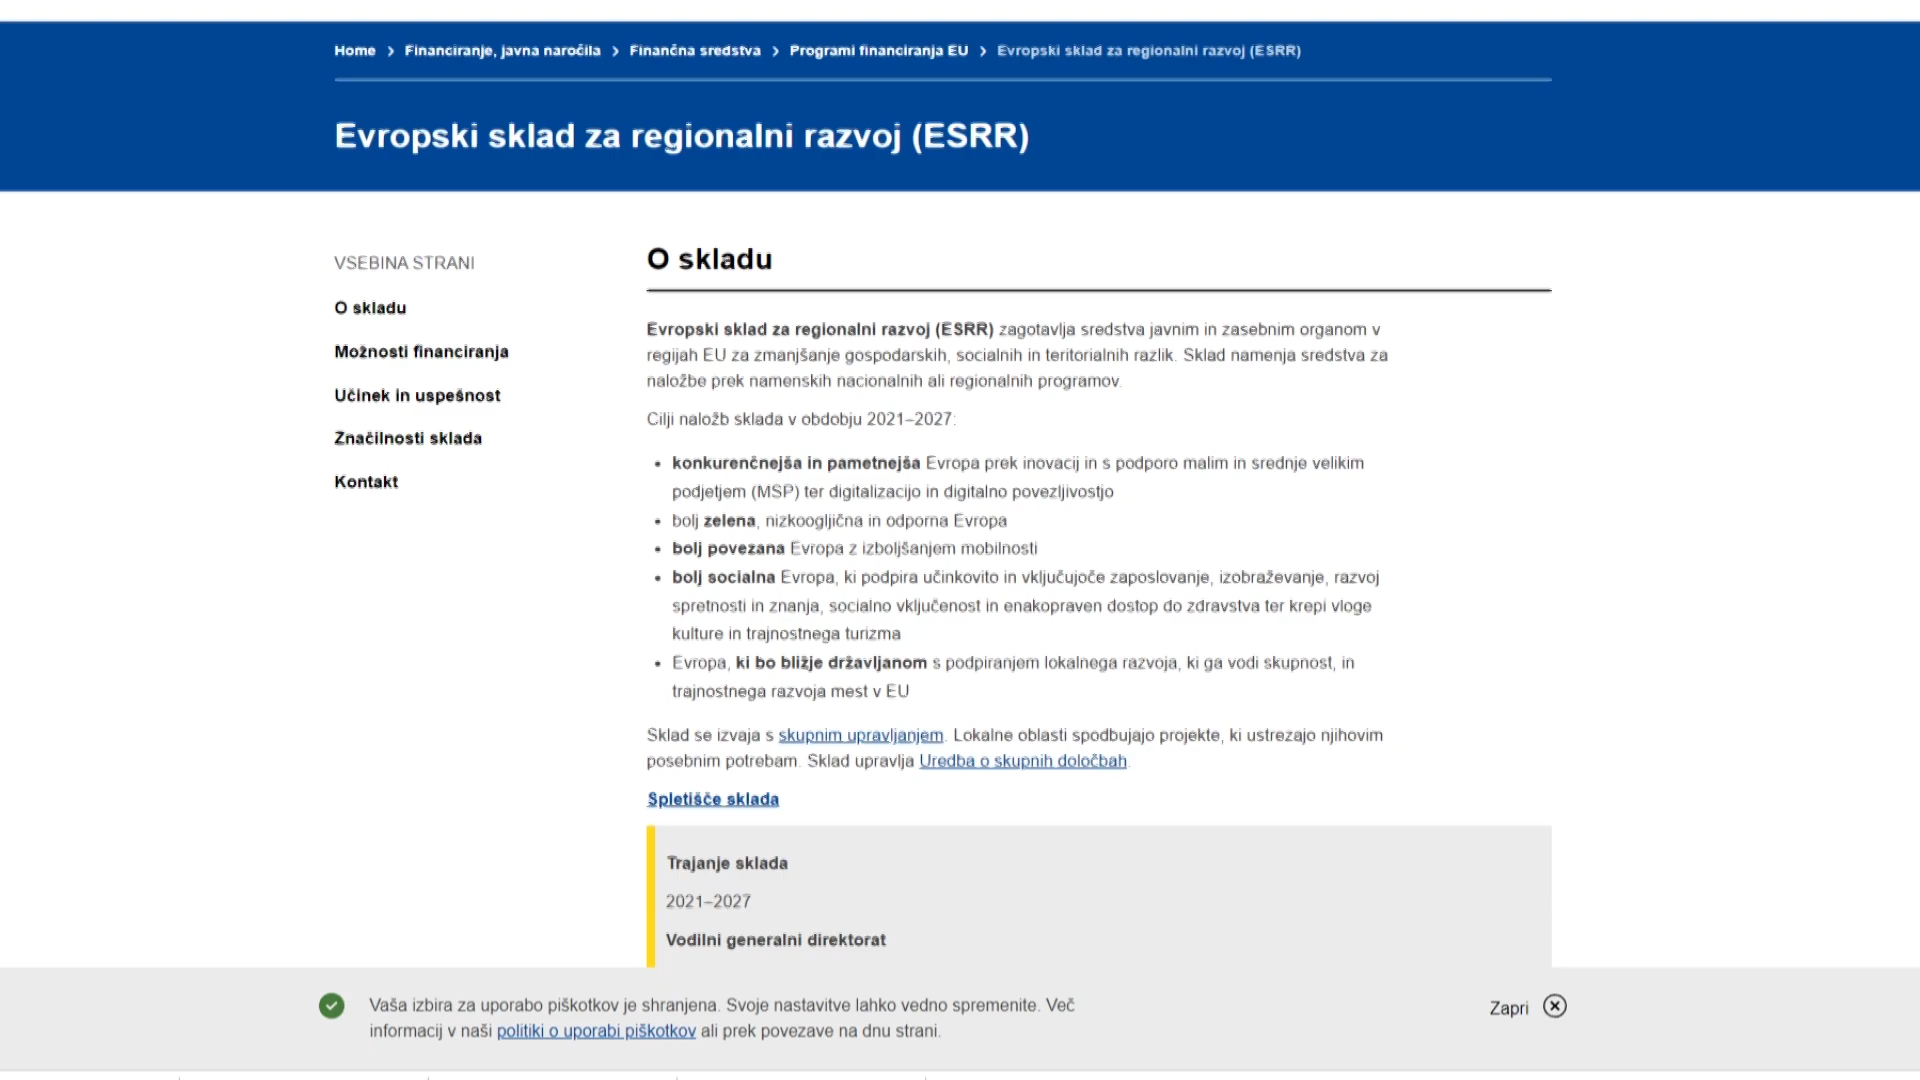 Home > Financiranje, javna naročila > Finančna sredstva > Programi financiranja EU > Evropski sklad za regionalni razvoj (ESRR)
Evropski sklad za regionalni razvoj (ESRR)
VSEBINA STRANI
O skladu
Možnosti financiranja
Učinek in uspešnost
Značilnosti sklada
Kontakt
O skladu
Evropski sklad za regionalni razvoj (ESRR) zagotavlja sredstva javnim in zasebnim organom v
regijah EU za zmanjšanje gospodarskih, socialnih in teritorialnih razlik. Sklad namenja sredstva za
naložbe prek namenskih nacionalnih ali regionalnih programov.
Cilji naložb sklada v obdobju 2021–2027:
• konkurenčnejša in pametnejša Evropa prek inovacij in s podporo malim in srednje velikim
podjetjem (MSP) ter digitalizacijo in digitalno povezljivostjo
• bolj zelena, nizkoogljična in odporna Evropa
• bolj povezana Evropa z izboljšanjem mobilnosti
• bolj socialna Evropa, ki podpira učinkovito in vključujoče zaposlovanje, izobraževanje, razvoj
spretnosti in znanja, socialno vključenost in enakopraven dostop do zdravstva ter krepi vloge
kulture in trajnostnega turizma
• Evropa, ki bo bližje državljanom s podpiranjem lokalnega razvoja, ki ga vodi skupnost, in
trajnostnega razvoja mest v EU
Sklad se izvaja s skupnim upravljanjem. Lokalne oblasti spodbujajo projekte, ki ustrezajo njihovim
posebnim potrebam. Sklad upravlja Uredba o skupnih določbah.
Spletišče sklada
Trajanje sklada
2021–2027
Vodilni generalni direktorat
Vaša izbira za uporabo piškotkov je shranjena. Svoje nastavitve lahko vedno spremenite. Več
informacij v naši politiki o uporabi piškotkov ali prek povezave na dnu strani.
Zapri